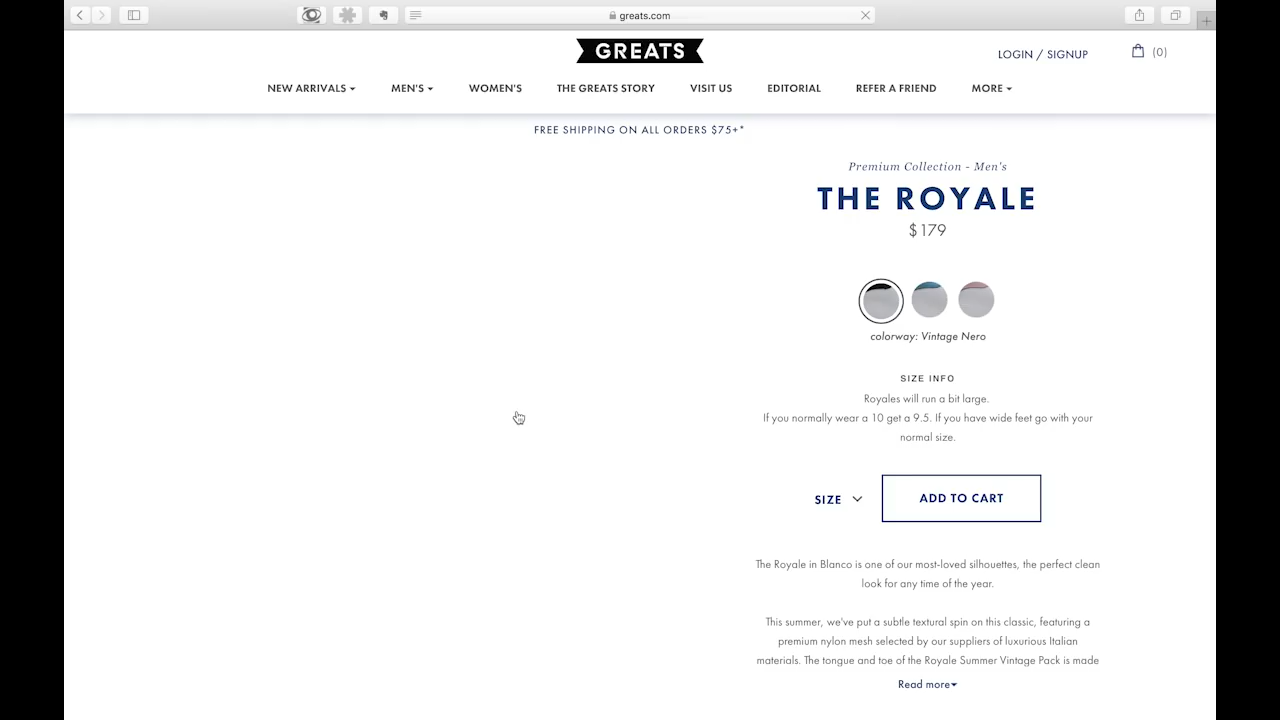 greats.com
GREATS
LOGIN / SIGNUP
(0)
NEW ARRIVALS
MEN'S
WOMEN'S
THE GREATS STORY
VISIT US
EDITORIAL
REFER A FRIEND
MORE
FREE SHIPPING ON ALL ORDERS $75+*
Premium Collection - Men's
THE ROYALE
$179
colorway: Vintage Nero
SIZE INFO
Royales will run a bit large.
If you normally wear a 10 get a 9.5. If you have wide feet go with your
normal size.
SIZE
ADD TO CART
The Royale in Blanco is one of our most-loved silhouettes, the perfect clean
look for any time of the year.
This summer, we've put a subtle textural spin on this classic, featuring a
premium nylon mesh selected by our suppliers of luxurious Italian
materials. The tongue and toe of the Royale Summer Vintage Pack is made
Read more